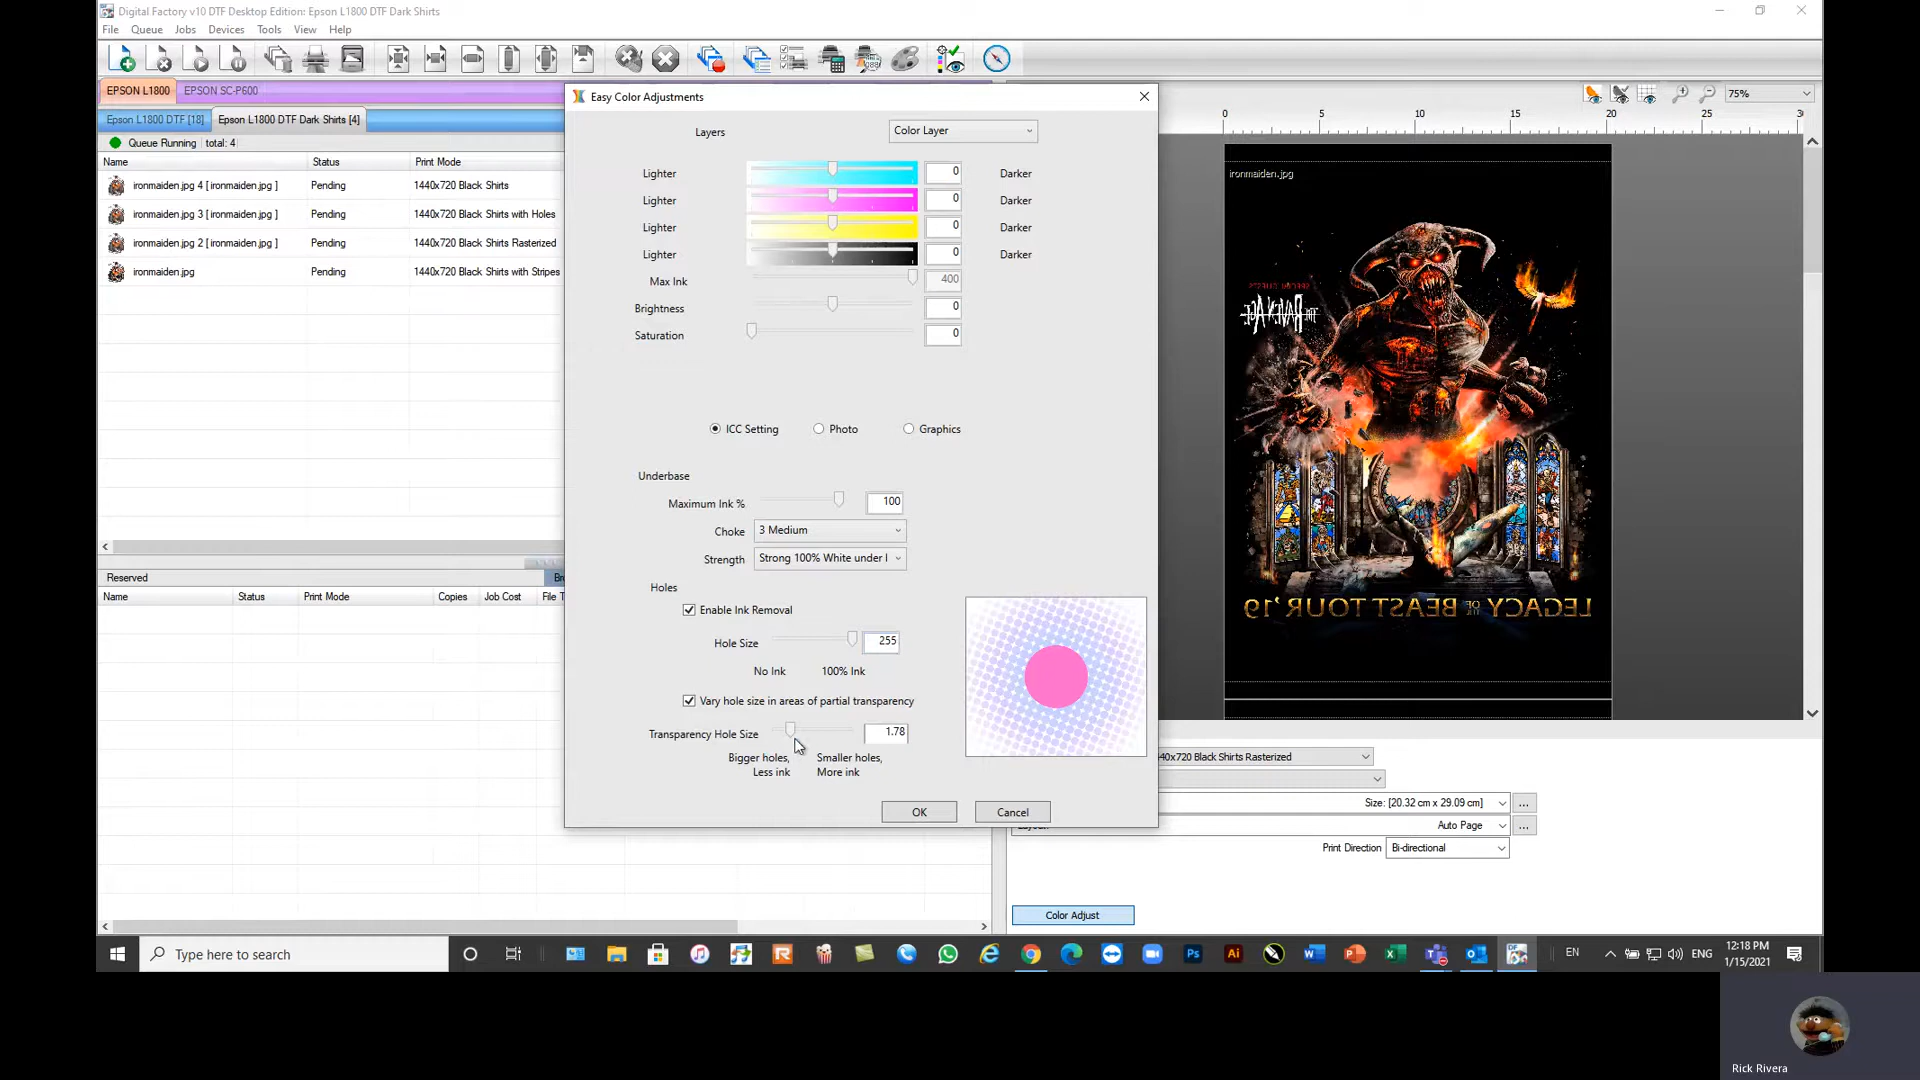 Digital Factory v10 DTF Desktop Edition: Epson L1800 DTF Dark Shirts
File Queue Jobs Devices Tools View Help
EPSON L1800 EPSON SC-P600
Epson L1800 DTF [18] Epson L1800 DTF Dark Shirts [4]
Queue Running total: 4
Name Status Print Mode
ironmaiden.jpg 4 [ ironmaiden.jpg ] Pending 1440x720 Black Shirts
ironmaiden.jpg 3 [ ironmaiden.jpg ] Pending 1440x720 Black Shirts with Holes
ironmaiden.jpg 2 [ ironmaiden.jpg ] Pending 1440x720 Black Shirts Rasterized
ironmaiden.jpg Pending 1440x720 Black Shirts with Stripes
Reserved
Name Status Print Mode Copies Job Cost File T
Easy Color Adjustments
Layers Color Layer
Lighter 0 Darker
Lighter 0 Darker
Lighter 0 Darker
Lighter 0 Darker
Max Ink 400
Brightness 0
Saturation 0
ICC Setting Photo Graphics
Underbase
Maximum Ink % 100
Choke 3 Medium
Strength Strong 100% White under I
Holes
Enable Ink Removal
Hole Size 255
No Ink 100% Ink
Vary hole size in areas of partial transparency
Transparency Hole Size 1.78
Bigger holes, Smaller holes,
Less ink More ink
OK Cancel
75%
0 5 10 15 20 25
ironmaiden.jpg
SPECIAL GUESTS
THE RAVEN AGE
LEGACY OF THE BEAST TOUR '19
40x720 Black Shirts Rasterized
Size: [20.32 cm x 29.09 cm] ...
Auto Page ...
Print Direction Bi-directional
Color Adjust
Type here to search
EN ENG
12:18 PM
1/15/2021
Rick Rivera